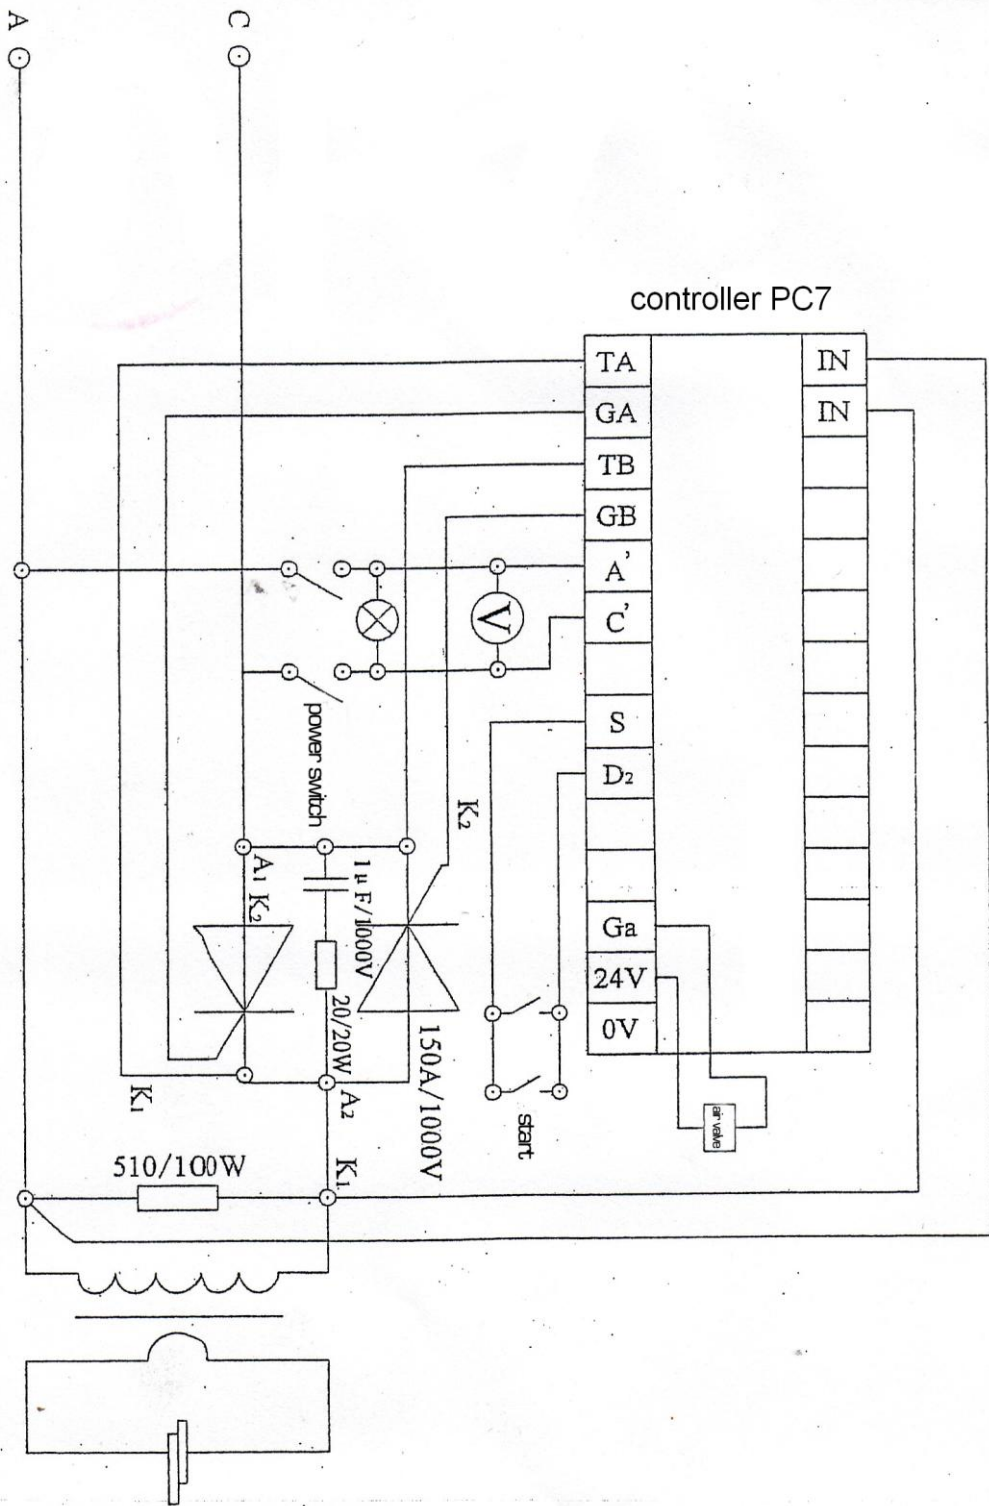 A
C
controller PC7
TA
IN
GA
IN
TB
GB
A'
C'
V
S
D2
power switch
K2
A1 K2
1μF/1000V
Ga
24V
0V
20/20W
150A/1000V
A2
K1
start
air valve
510/100W
K1